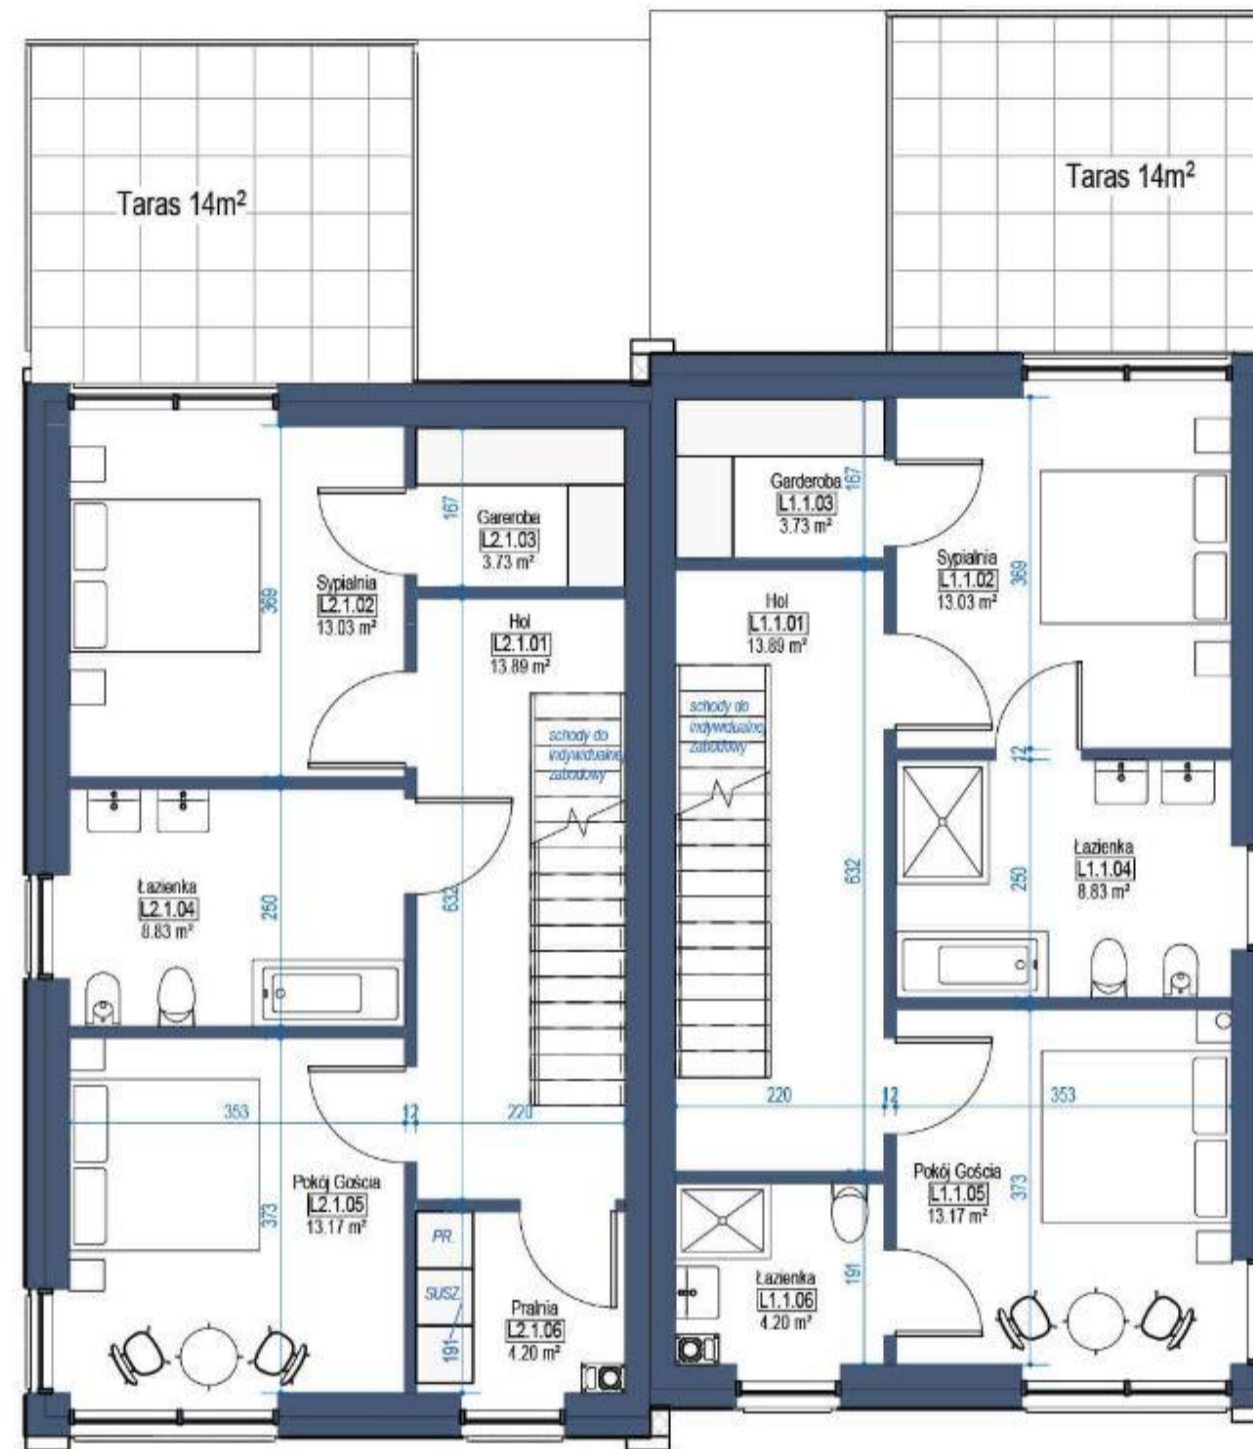 Taras 14m²
Taras 14m²
167
Gareroba
L2.1.03
3.73 m²
Sypialnia
L2.1.02
13.03 m²
369
Hol
L2.1.01
13.89 m²
schody do
indywidualnej
zabudowy
Łazienka
L2.1.04
8.83 m²
250
632
353
12
220
Pokój Gościa
L2.1.05
13.17 m²
373
PR.
SUSZ.
191
Pralnia
L2.1.06
4.20 m²
Garderoba
L1.1.03
3.73 m²
167
Sypialnia
L1.1.02
13.03 m²
369
Hol
L1.1.01
13.89 m²
schody do
indywidualnej
zabudowy
12
Łazienka
L1.1.04
8.83 m²
250
632
220
12
353
Pokój Gościa
L1.1.05
13.17 m²
373
Łazienka
L1.1.06
4.20 m²
191